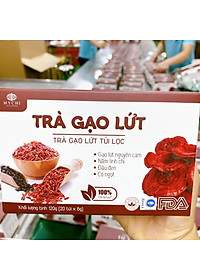 MYCHI
TRÀ GẠO LỨT
TRÀ GẠO LỨT TÚI LỌC
- Gạo lứt nguyên cám
- Nấm linh chi
- Đậu đen
- Cỏ ngọt
100%
Khối lượng tịnh: 120g (20 túi x 6g)
FDA